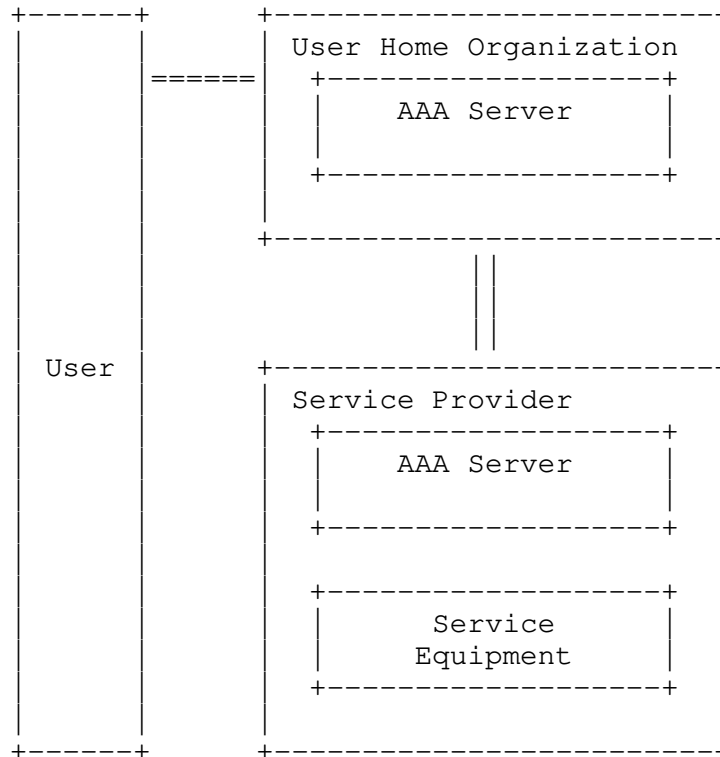 User Home Organization
AAA Server
User
Service Provider
AAA Server
Service
Equipment